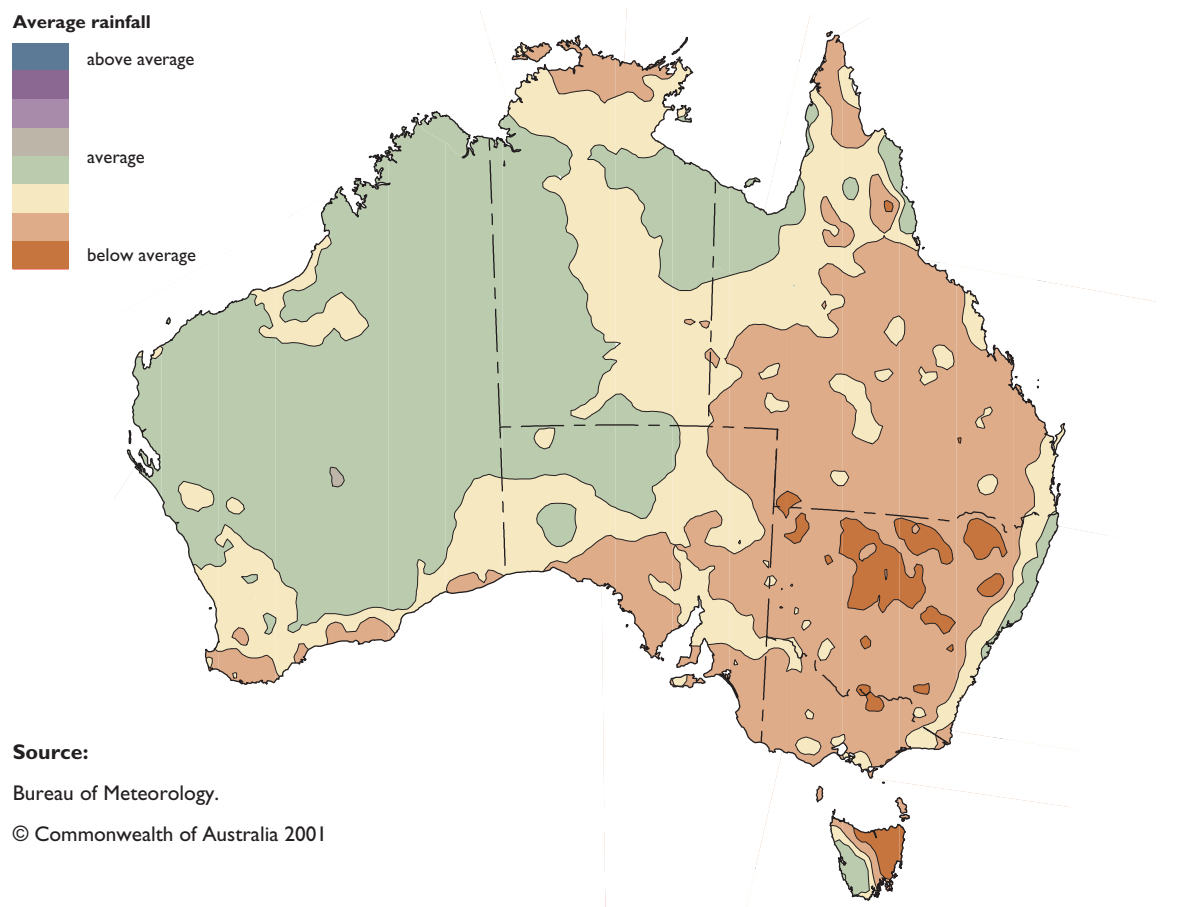 Average rainfall
above average
average
below average
Source:
Bureau of Meteorology.
© Commonwealth of Australia 2001